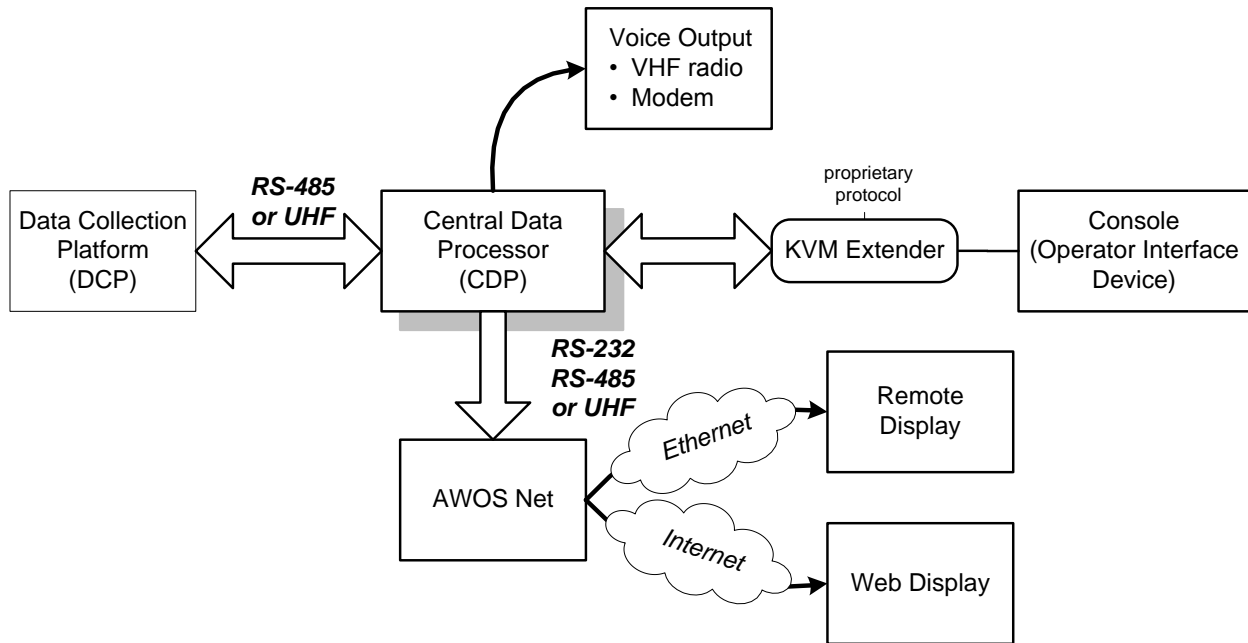 Voice Output
• VHF radio
• Modem
RS-485
or UHF
Data Collection
Platform
(DCP)
Central Data
Processor
(CDP)
proprietary
protocol
KVM Extender
Console
(Operator Interface
Device)
RS-232
RS-485
or UHF
AWOS Net
Ethernet
Remote
Display
Internet
Web Display